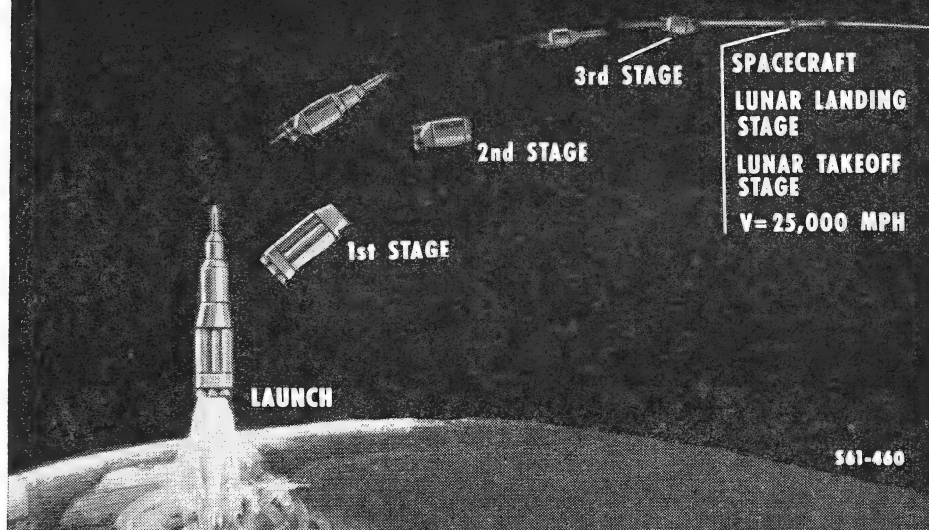 3rd STAGE
SPACECRAFT
LUNAR LANDING
STAGE
LUNAR TAKEOFF
STAGE
V= 25,000 MPH
2nd STAGE
1st STAGE
LAUNCH
S61-460